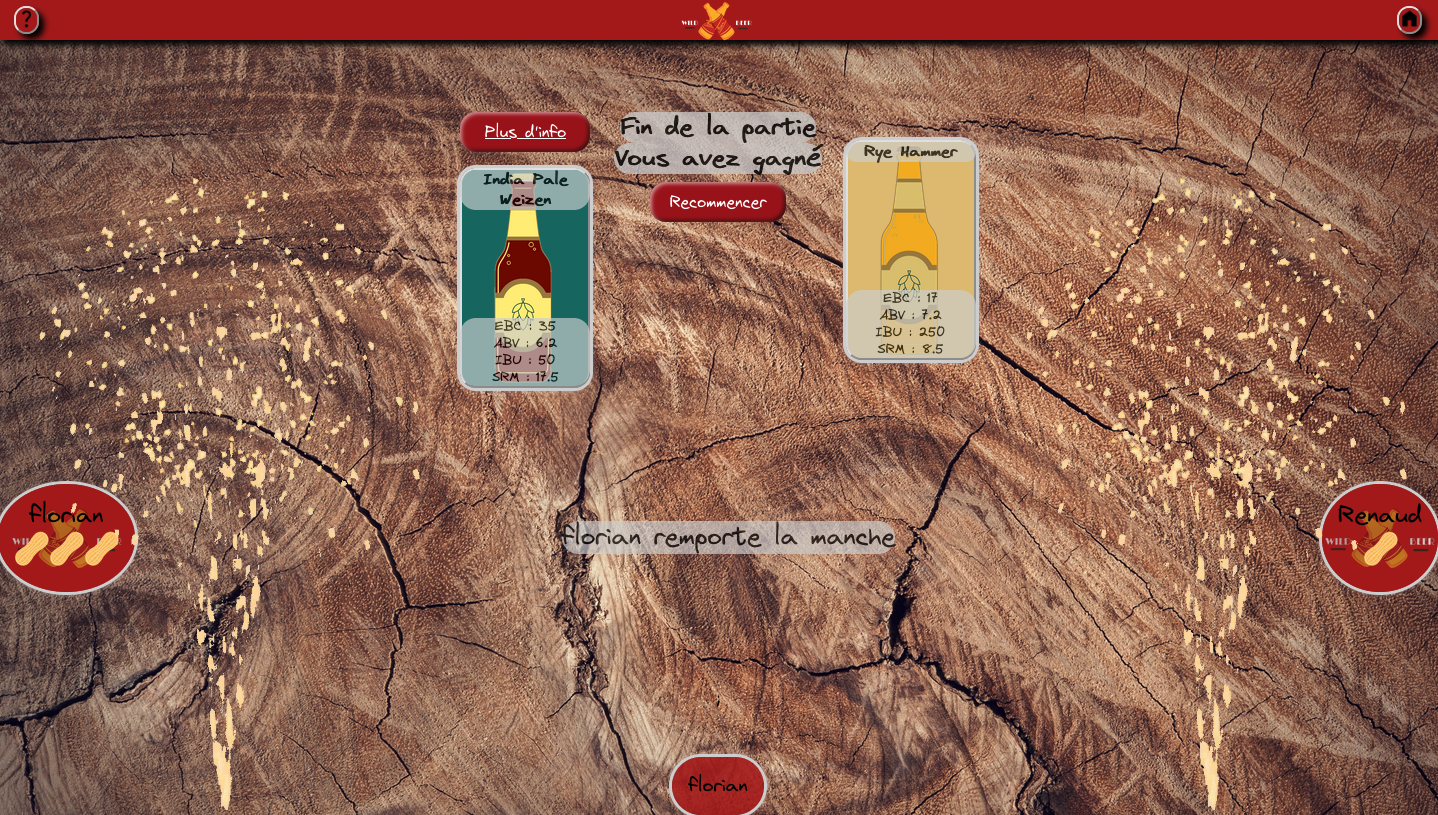 ?
WILD BEER
Plus d'info
Fin de la partie
Vous avez gagné
Recommencer
India Pale
Weizen
EBC : 35
ABV : 6.2
IBU : 50
SRM : 17.5
Rye Hammer
EBC : 17
ABV : 7.2
IBU : 250
SRM : 8.5
florian
WILD
florian remporte la manche
Renaud
WILD BEER
florian